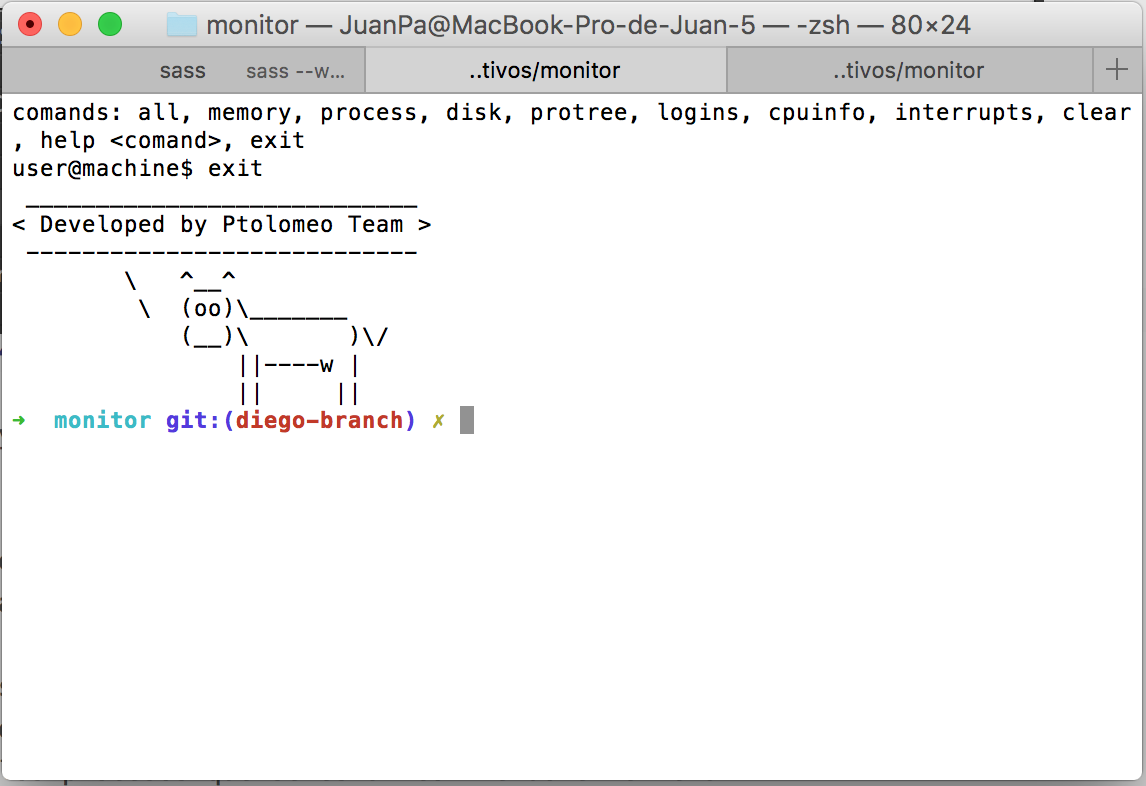 monitor — JuanPa@MacBook-Pro-de-Juan-5 — -zsh — 80×24
sass sass --w... ..tivos/monitor ..tivos/monitor +
comands: all, memory, process, disk, protree, logins, cpuinfo, interrupts, clear
, help <comand>, exit
user@machine$ exit
 ____________________________
< Developed by Ptolomeo Team >
 ----------------------------
        \   ^__^
         \  (oo)\_______
            (__)\       )\/
                ||----w |
                ||     ||
➜  monitor git:(diego-branch) ✗